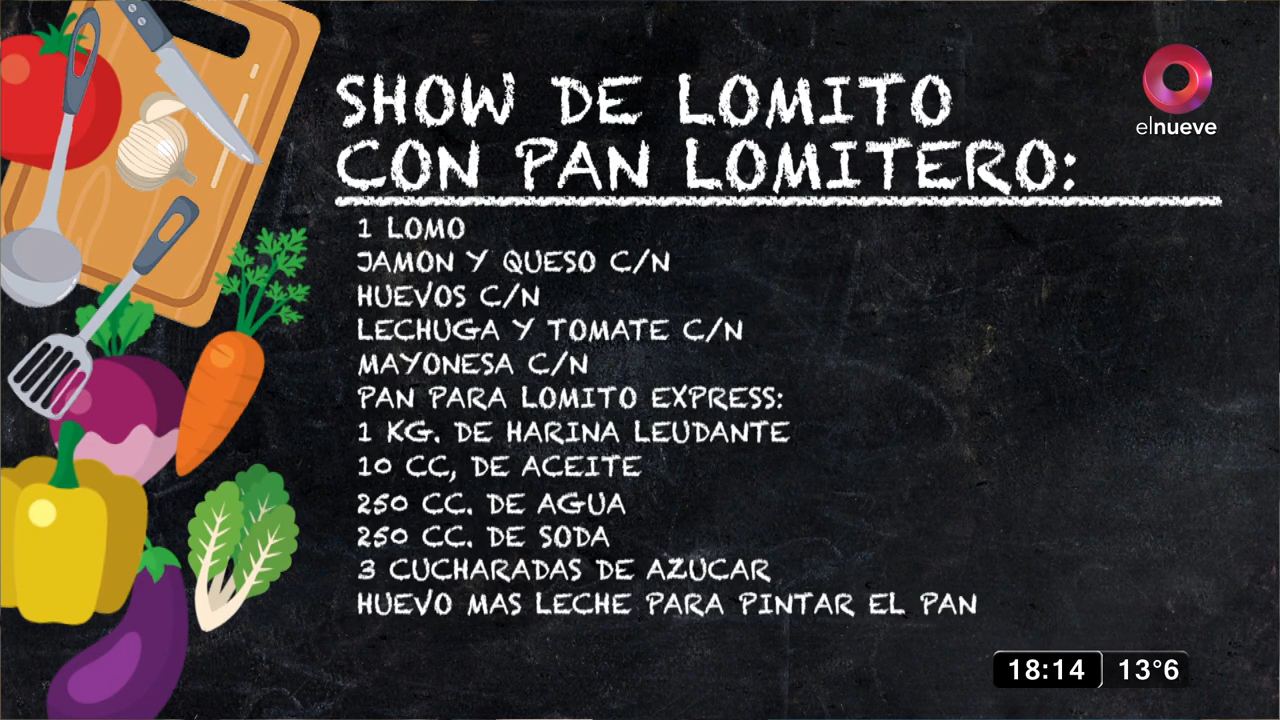 SHOW DE LOMITO
CON PAN LOMITERO:
elnueve
1 LOMO
JAMON Y QUESO C/N
HUEVOS C/N
LECHUGA Y TOMATE C/N
MAYONESA C/N
PAN PARA LOMITO EXPRESS:
1 KG. DE HARINA LEUDANTE
10 CC, DE ACEITE
250 CC. DE AGUA
250 CC. DE SODA
3 CUCHARADAS DE AZUCAR
HUEVO MAS LECHE PARA PINTAR EL PAN
18:14 13°6